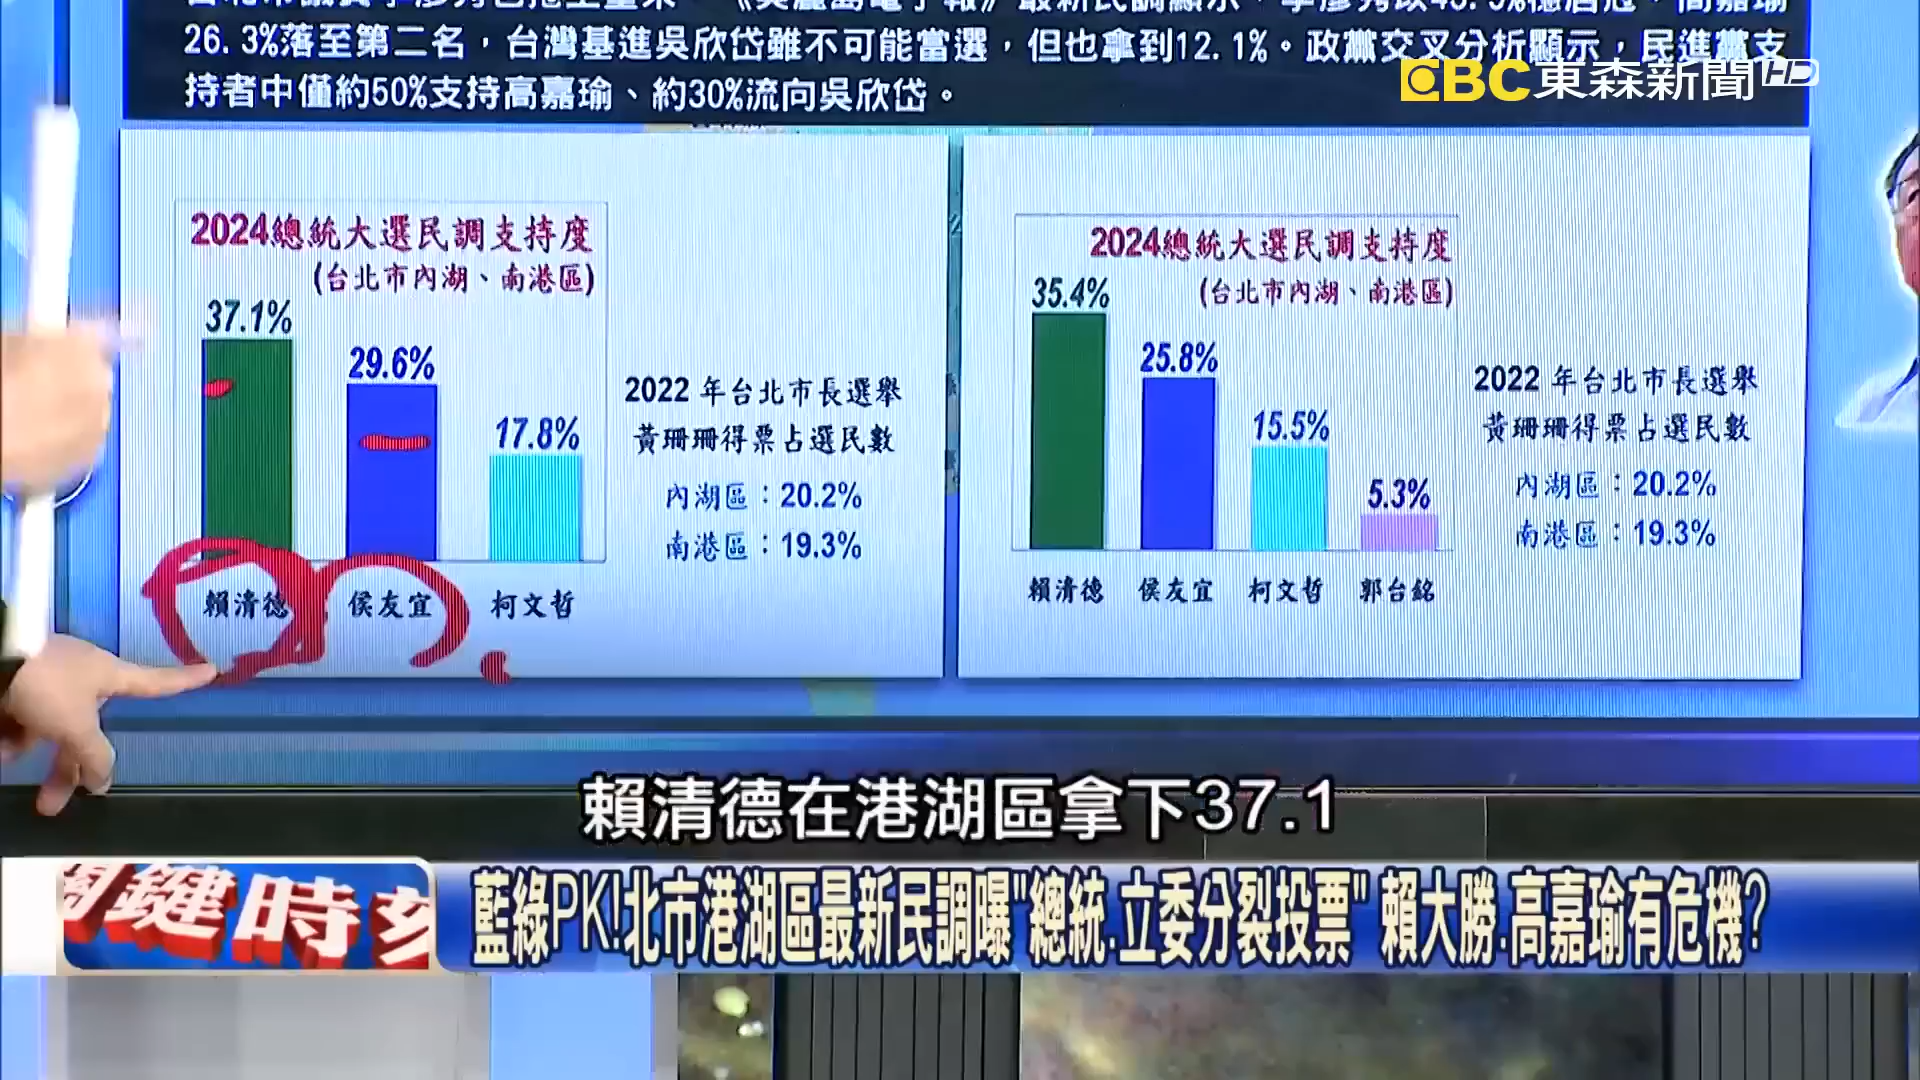 26.3%落至第二名，台灣基進吳欣岱雖不可能當選，但也拿到12.1%。政黨交叉分析顯示，民進黨支
持者中僅約50%支持高嘉瑜、約30%流向吳欣岱。
EBC東森新聞HD
2024總統大選民調支持度
(台北市內湖、南港區)
37.1%
29.6%
17.8%
賴清德 侯友宜 柯文哲
2022 年台北市長選舉
黃珊珊得票占選民數
內湖區：20.2%
南港區：19.3%
2024總統大選民調支持度
(台北市內湖、南港區)
35.4%
25.8%
15.5%
5.3%
賴清德 侯友宜 柯文哲 郭台銘
2022 年台北市長選舉
黃珊珊得票占選民數
內湖區：20.2%
南港區：19.3%
賴清德在港湖區拿下37.1
關鍵時刻
藍綠PK!北市港湖區最新民調曝"總統.立委分裂投票" 賴大勝.高嘉瑜有危機?